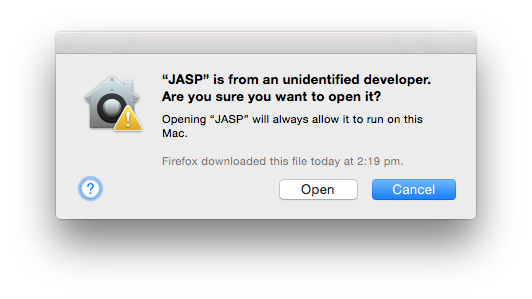 “JASP” is from an unidentified developer.
Are you sure you want to open it?
Opening “JASP” will always allow it to run on this
Mac.
Firefox downloaded this file today at 2:19 pm.
?
Open
Cancel